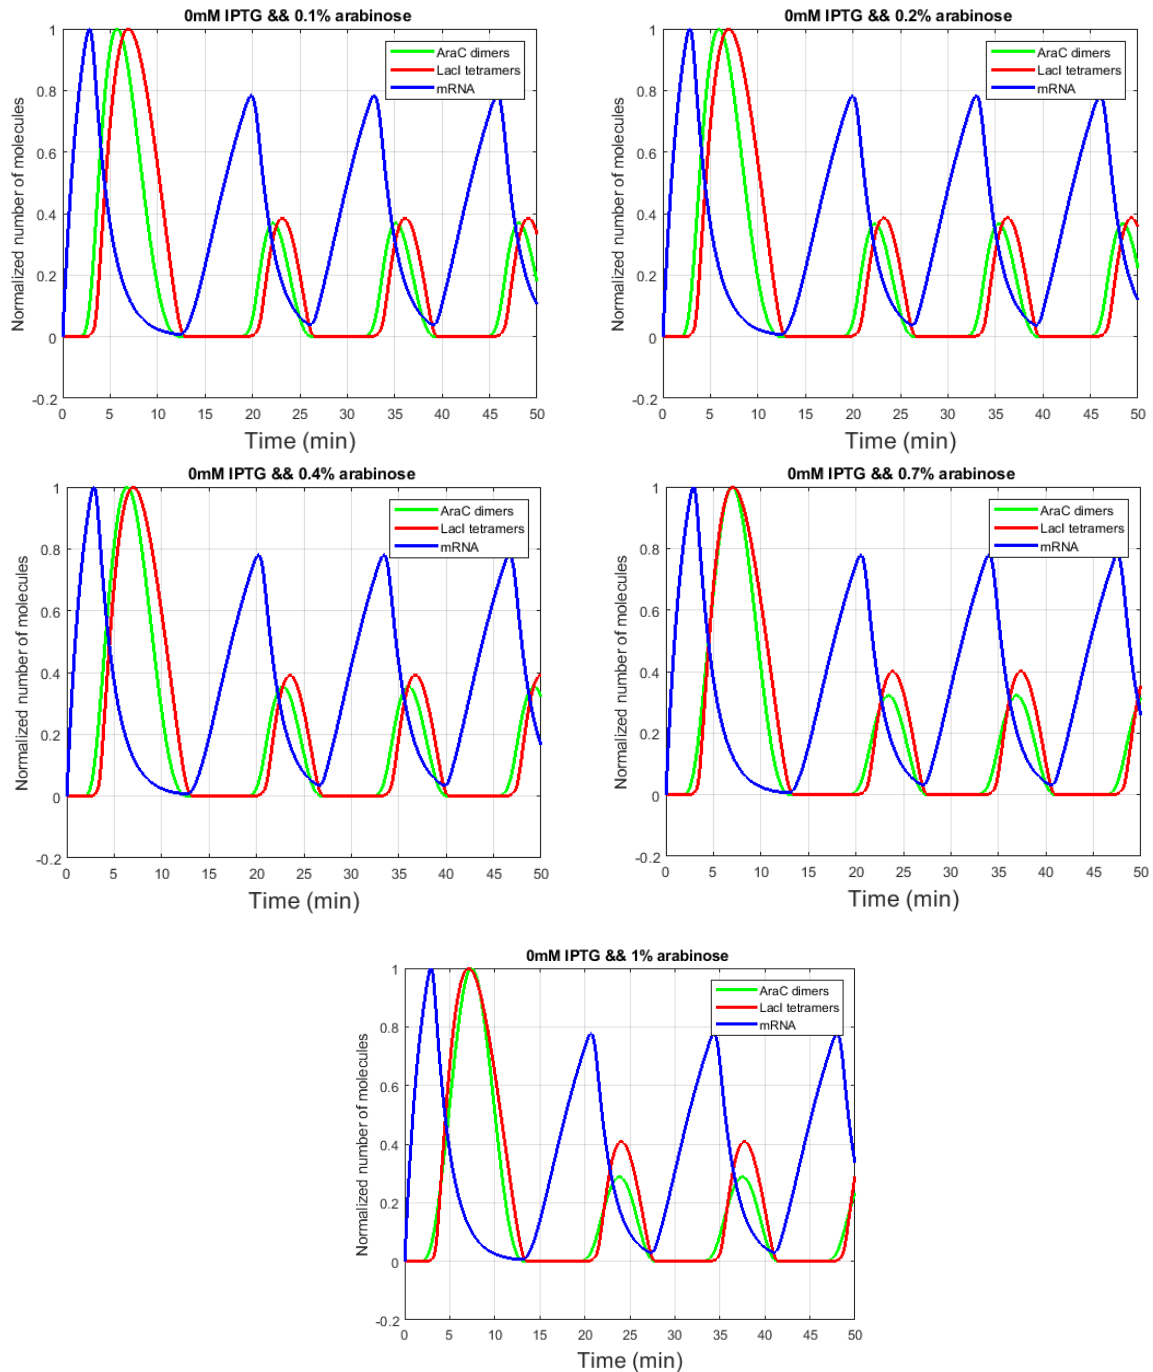 0mM IPTG && 0.1% arabinose
Normalized number of molecules
1
0.8
0.6
0.4
0.2
0
-0.2
AraC dimers
LacI tetramers
mRNA
0 5 10 15 20 25 30 35 40 45 50
Time (min)
0mM IPTG && 0.2% arabinose
Normalized number of molecules
1
0.8
0.6
0.4
0.2
0
-0.2
AraC dimers
LacI tetramers
mRNA
0 5 10 15 20 25 30 35 40 45 50
Time (min)
0mM IPTG && 0.4% arabinose
Normalized number of molecules
1
0.8
0.6
0.4
0.2
0
-0.2
AraC dimers
LacI tetramers
mRNA
0 5 10 15 20 25 30 35 40 45 50
Time (min)
0mM IPTG && 0.7% arabinose
Normalized number of molecules
1
0.8
0.6
0.4
0.2
0
-0.2
AraC dimers
LacI tetramers
mRNA
0 5 10 15 20 25 30 35 40 45 50
Time (min)
0mM IPTG && 1% arabinose
Normalized number of molecules
1
0.8
0.6
0.4
0.2
0
-0.2
AraC dimers
LacI tetramers
mRNA
0 5 10 15 20 25 30 35 40 45 50
Time (min)